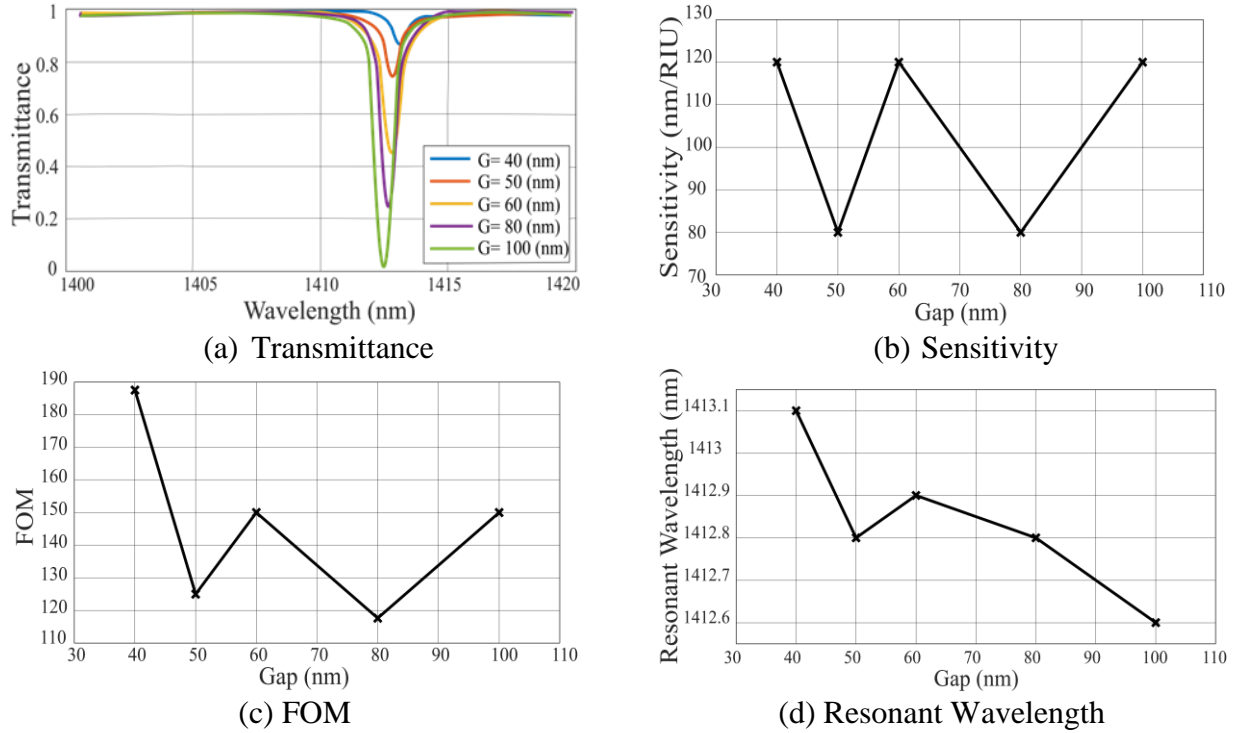 Transmittance
1
0.8
0.6
0.4
0.2
0
1400 1405 1410 1415 1420
Wavelength (nm)
G= 40 (nm)
G= 50 (nm)
G= 60 (nm)
G= 80 (nm)
G= 100 (nm)
(a) Transmittance
Sensitivity (nm/RIU)
130
120
110
100
90
80
70
30 40 50 60 70 80 90 100 110
Gap (nm)
(b) Sensitivity
FOM
190
180
170
160
150
140
130
120
110
30 40 50 60 70 80 90 100 110
Gap (nm)
(c) FOM
Resonant Wavelength (nm)
1413.1
1413
1412.9
1412.8
1412.7
1412.6
30 40 50 60 70 80 90 100 110
Gap (nm)
(d) Resonant Wavelength